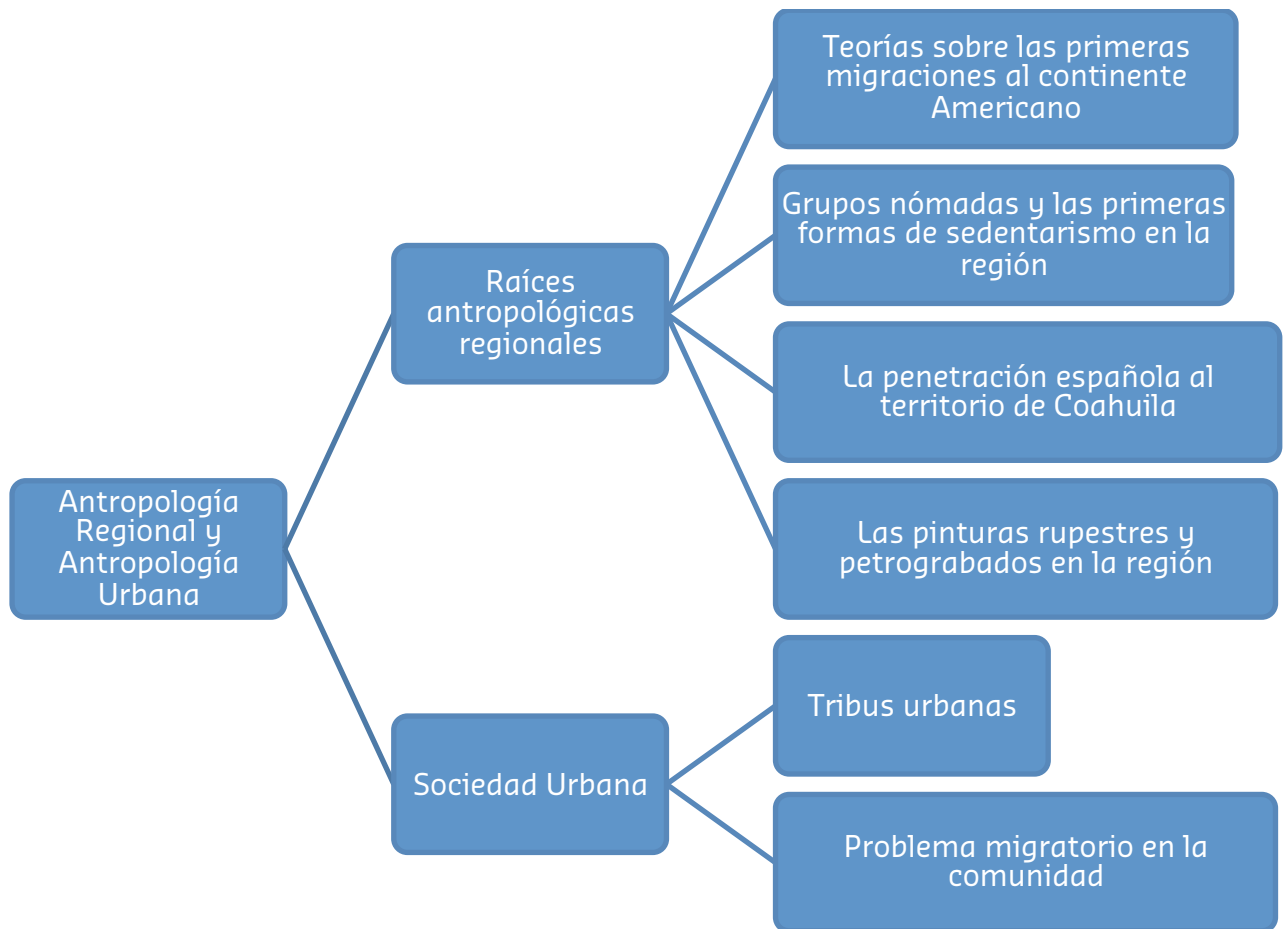 Antropología
Regional y
Antropología
Urbana
Raíces
antropológicas
regionales
Teorías sobre las primeras
migraciones al continente
Americano
Grupos nómadas y las primeras
formas de sedentarismo en la
región
La penetración española al
territorio de Coahuila
Las pinturas rupestres y
petrograbados en la región
Sociedad Urbana
Tribus urbanas
Problema migratorio en la
comunidad